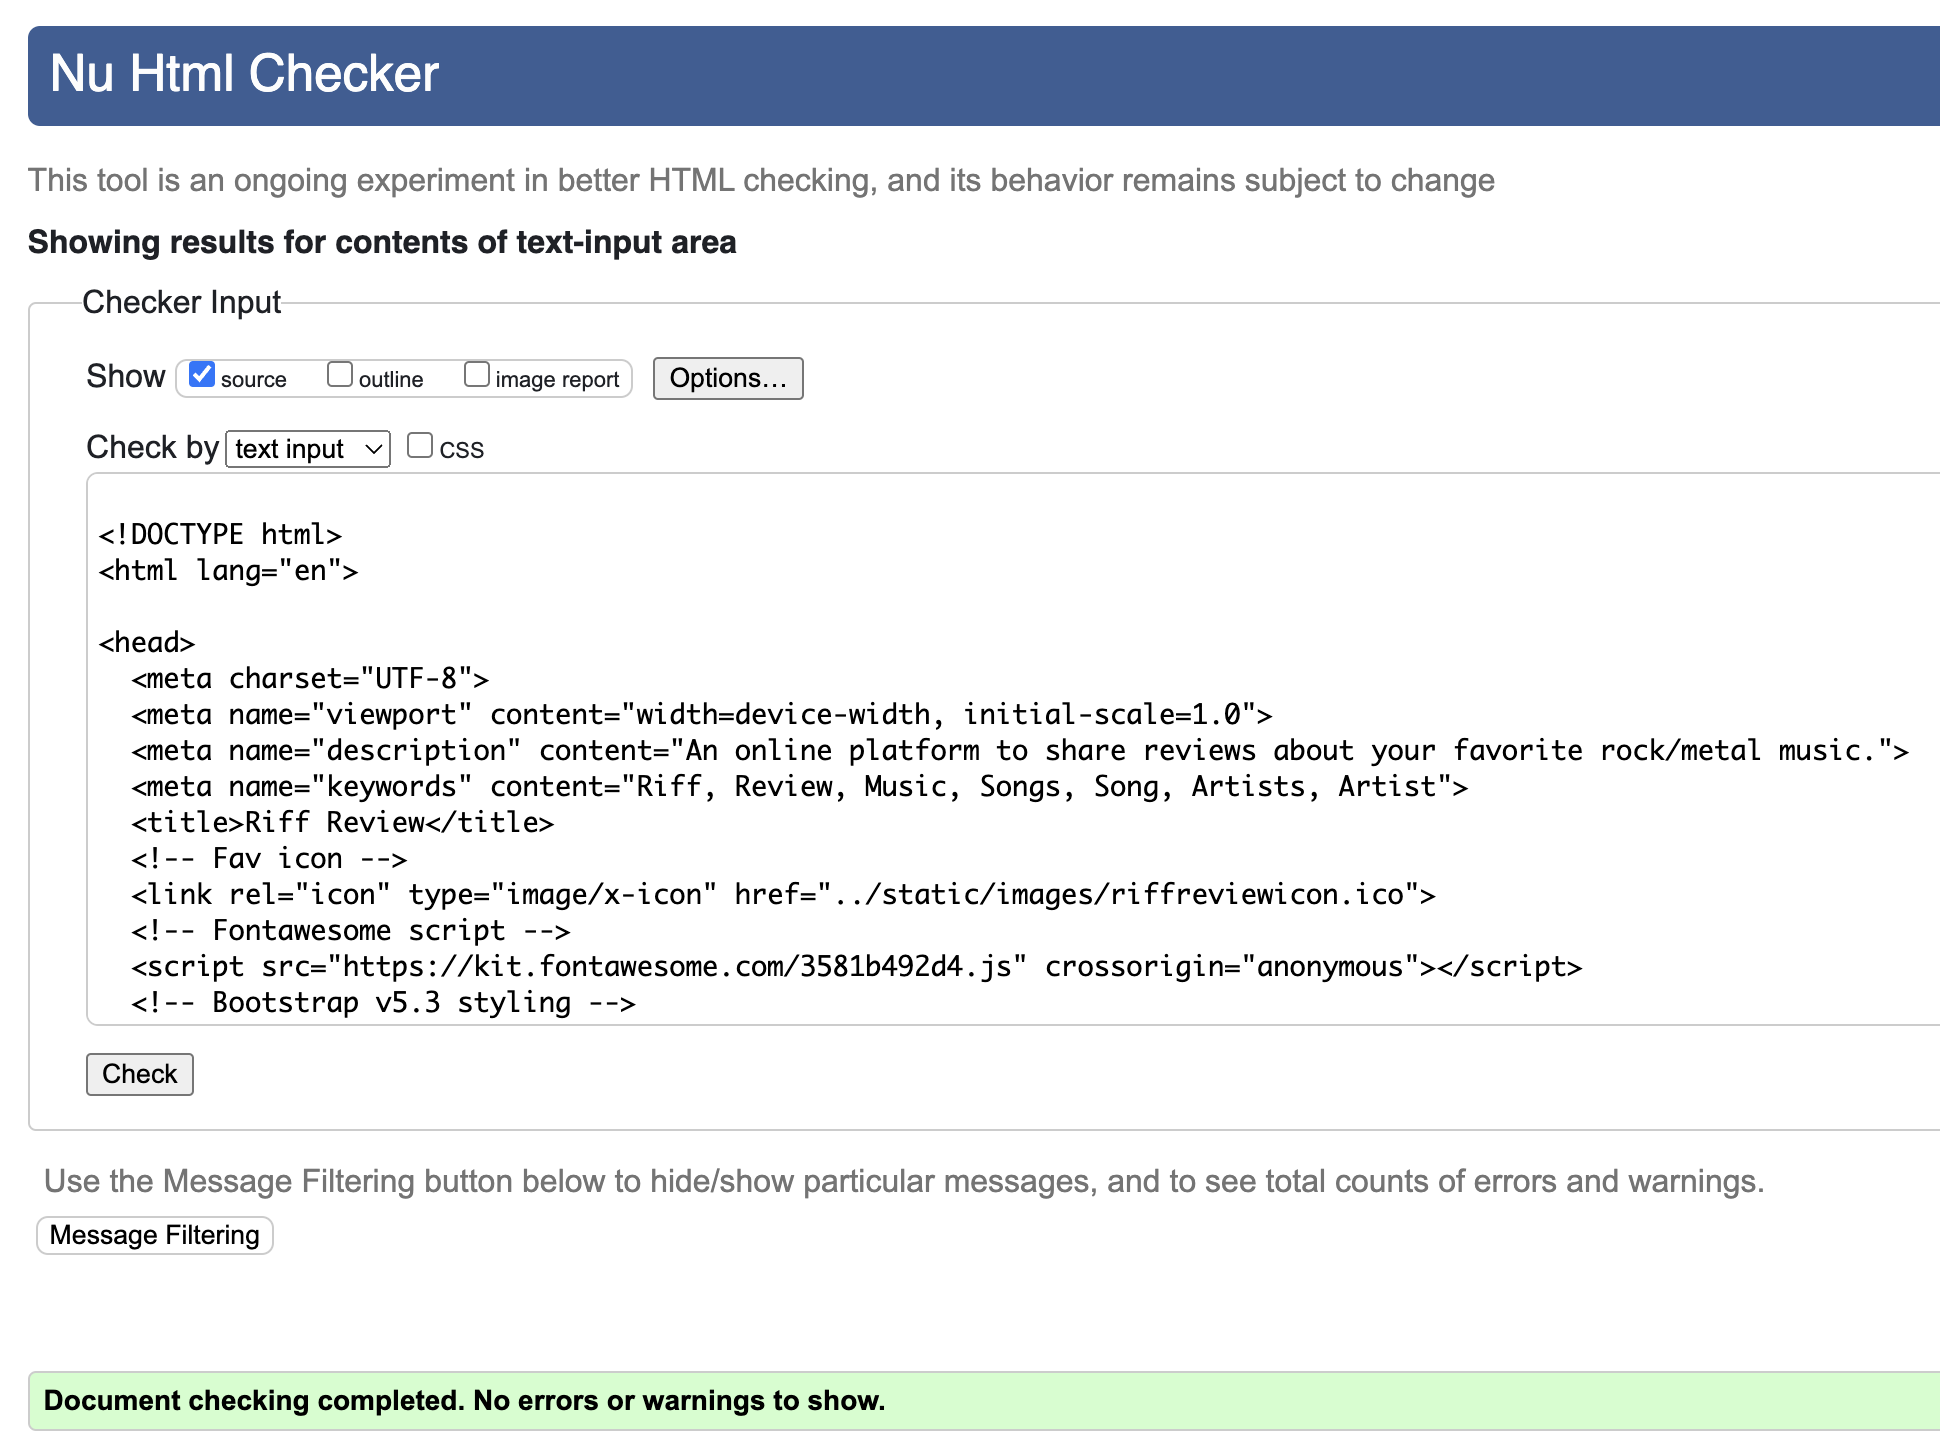 Nu Html Checker
This tool is an ongoing experiment in better HTML checking, and its behavior remains subject to change
Showing results for contents of text-input area
Checker Input
Show source outline image report Options...
Check by text input CSS
<!DOCTYPE html>
<html lang="en">
<head>
<meta charset="UTF-8">
<meta name="viewport" content="width=device-width, initial-scale=1.0">
<meta name="description" content="An online platform to share reviews about your favorite rock/metal music.">
<meta name="keywords" content="Riff, Review, Music, Songs, Song, Artists, Artist">
<title>Riff Review</title>
<!-- Fav icon -->
<link rel="icon" type="image/x-icon" href="../static/images/riffreviewicon.ico">
<!-- Fontawesome script -->
<script src="https://kit.fontawesome.com/3581b492d4.js" crossorigin="anonymous"></script>
<!-- Bootstrap v5.3 styling -->
Check
Use the Message Filtering button below to hide/show particular messages, and to see total counts of errors and warnings.
Message Filtering
Document checking completed. No errors or warnings to show.